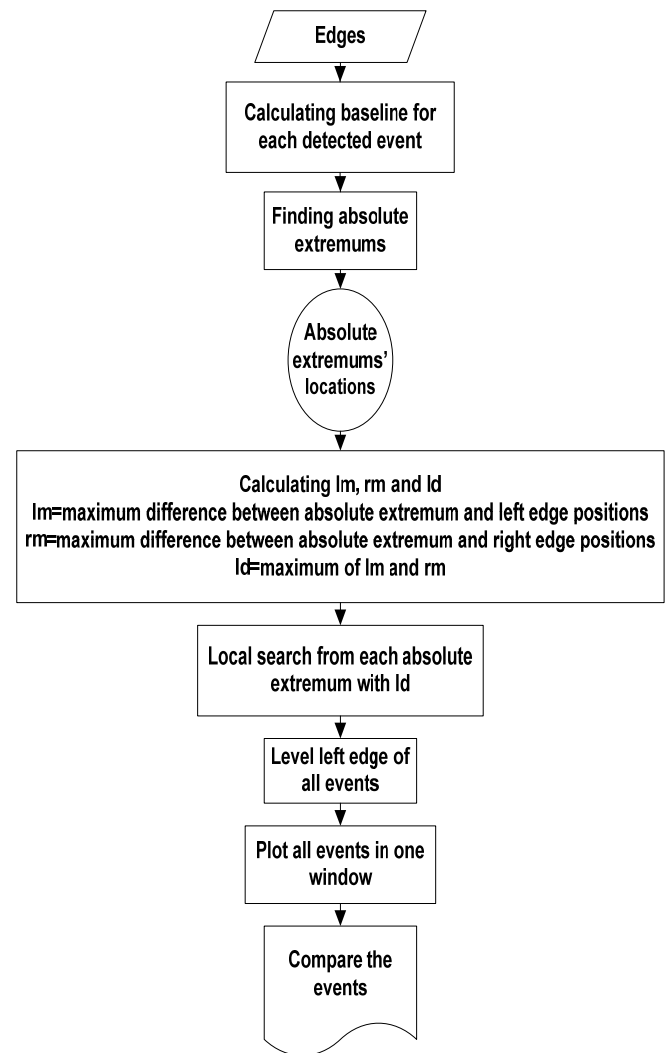 Edges
Calculating baseline for
each detected event
Finding absolute
extremums
Absolute
extremums'
locations
Calculating lm, rm and ld
lm=maximum difference between absolute extremum and left edge positions
rm=maximum difference between absolute extremum and right edge positions
ld=maximum of lm and rm
Local search from each absolute
extremum with ld
Level left edge of
all events
Plot all events in one
window
Compare the
events